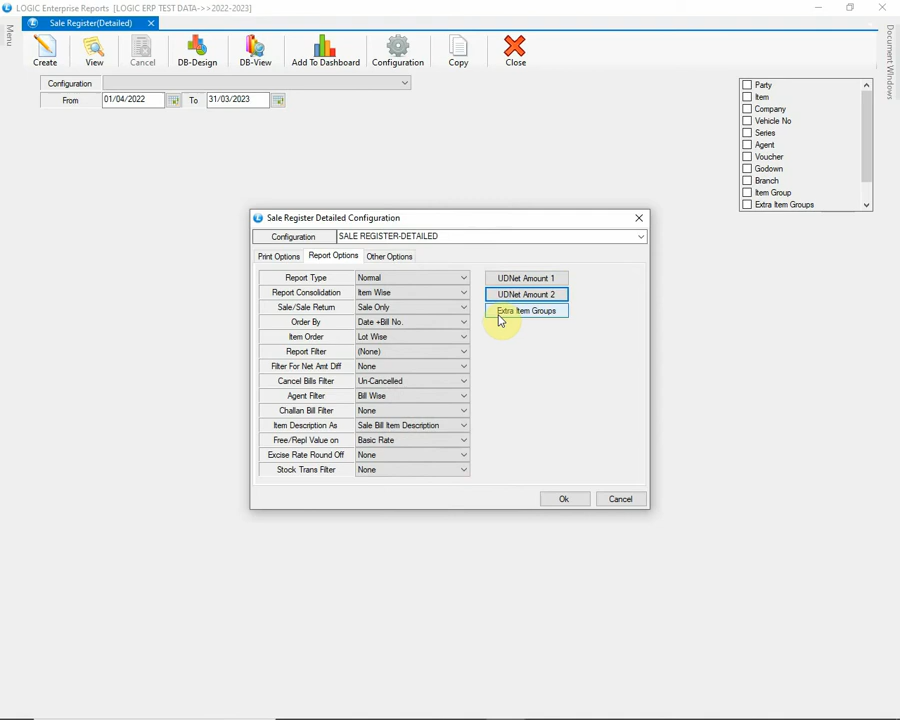 LOGIC Enterprise Reports [LOGIC ERP TEST DATA->>2022-2023]
Menu
Sale Register(Detailed)
Document Windows
Create
View
Cancel
DB-Design
DB-View
Add To Dashboard
Configuration
Copy
Close
Configuration
From 01/04/2022 To 31/03/2023
Party
Item
Company
Vehicle No
Series
Agent
Voucher
Godown
Branch
Item Group
Extra Item Groups
Sale Register Detailed Configuration
Configuration SALE REGISTER-DETAILED
Print Options Report Options Other Options
Report Type Normal
Report Consolidation Item Wise
Sale/Sale Return Sale Only
Order By Date +Bill No.
Item Order Lot Wise
Report Filter (None)
Filter For Net Amt Diff None
Cancel Bills Filter Un-Cancelled
Agent Filter Bill Wise
Challan Bill Filter None
Item Description As Sale Bill Item Description
Free/Repl Value on Basic Rate
Excise Rate Round Off None
Stock Trans Filter None
UDNet Amount 1
UDNet Amount 2
Extra Item Groups
Ok Cancel